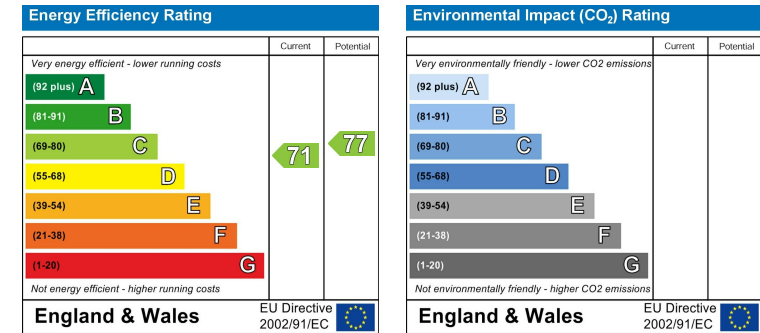 Energy Efficiency Rating
Current Potential
Very energy efficient - lower running costs
(92 plus) A
(81-91) B
(69-80) C
(55-68) D
(39-54) E
(21-38) F
(1-20) G
71
77
Not energy efficient - higher running costs
England & Wales
EU Directive
2002/91/EC
Environmental Impact (CO₂) Rating
Current Potential
Very environmentally friendly - lower CO2 emissions
(92 plus) A
(81-91) B
(69-80) C
(55-68) D
(39-54) E
(21-38) F
(1-20) G
Not environmentally friendly - higher CO2 emissions
England & Wales
EU Directive
2002/91/EC